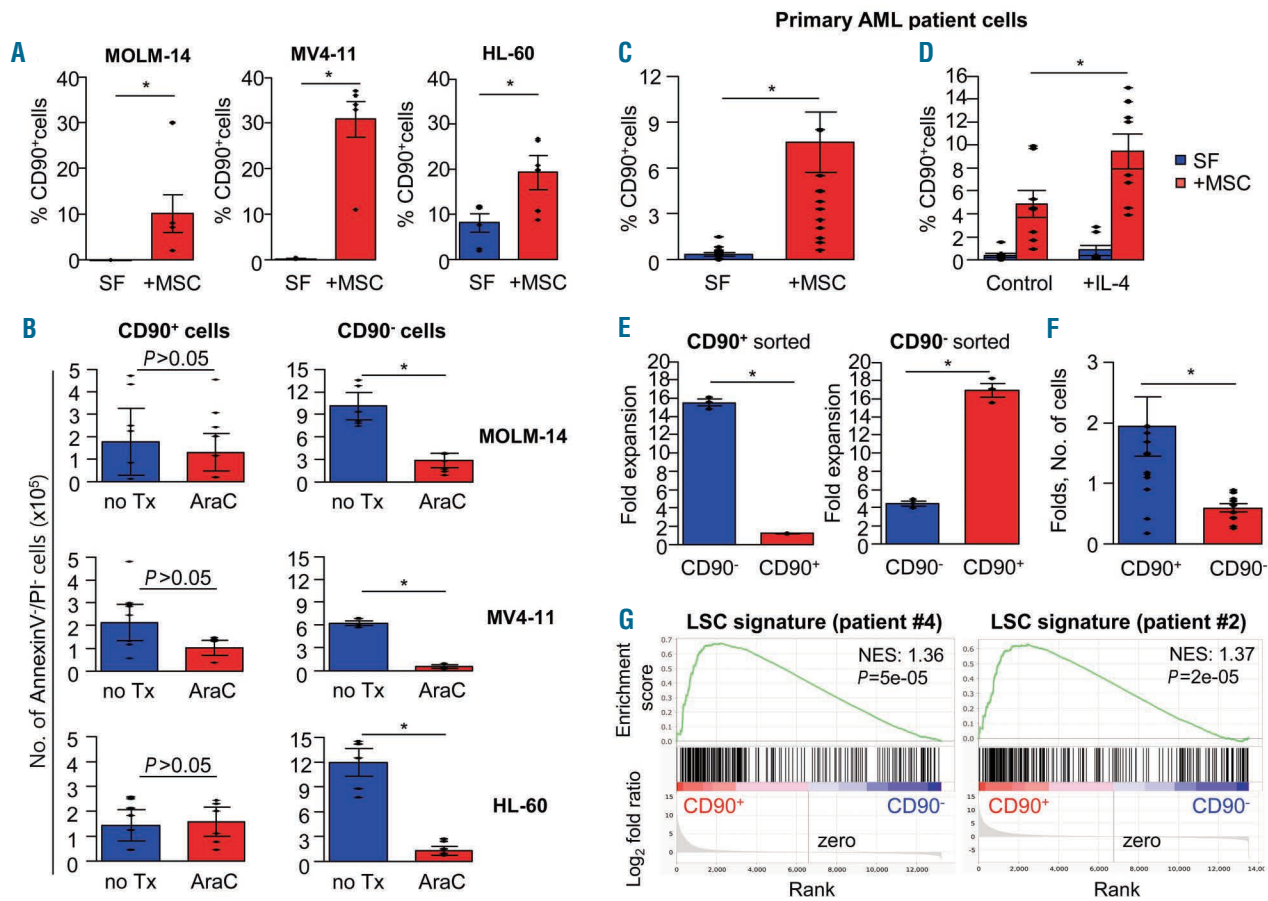 Primary AML patient cells
A
MOLM-14
MV4-11
HL-60
% CD90+cells
40
30
20
10
0
*
SF +MSC
% CD90+cells
40
30
20
10
0
*
SF +MSC
% CD90+cells
40
30
20
10
0
*
SF +MSC
C
% CD90+cells
12
9
6
3
0
*
SF +MSC
D
% CD90+cells
16
14
12
10
8
6
4
2
0
*
Control +IL-4
SF
+MSC
B
CD90+ cells
CD90- cells
No. of AnnexinV-/PI- cells (x10⁵)
5
4
3
2
1
0
P>0.05
no Tx AraC
15
12
9
6
3
0
*
no Tx AraC
MOLM-14
5
4
3
2
1
0
P>0.05
no Tx AraC
15
12
9
6
3
0
*
no Tx AraC
MV4-11
5
4
3
2
1
0
P>0.05
no Tx AraC
15
12
9
6
3
0
*
no Tx AraC
HL-60
E
CD90+ sorted
Fold expansion
20
18
16
14
12
10
8
6
4
2
0
*
CD90- CD90+
CD90- sorted
Fold expansion
20
18
16
14
12
10
8
6
4
2
0
*
CD90- CD90+
F
Folds, No. of cells
3
2
1
0
*
CD90+ CD90-
G
LSC signature (patient #4)
Enrichment
score
0.7
0.6
0.5
0.4
0.3
0.2
0.1
0.0
NES: 1.36
P=5e-05
CD90+
CD90-
Log₂ fold ratio
15
10
5
0
zero
0 2,000 4,000 6,000 8,000 10,000 12,000
Rank
LSC signature (patient #2)
0.7
0.6
0.5
0.4
0.3
0.2
0.1
0.0
NES: 1.37
P=2e-05
CD90+
CD90-
10
5
0
-5
zero
0 2,000 4,000 6,000 8,000 10,000 12,000
Rank